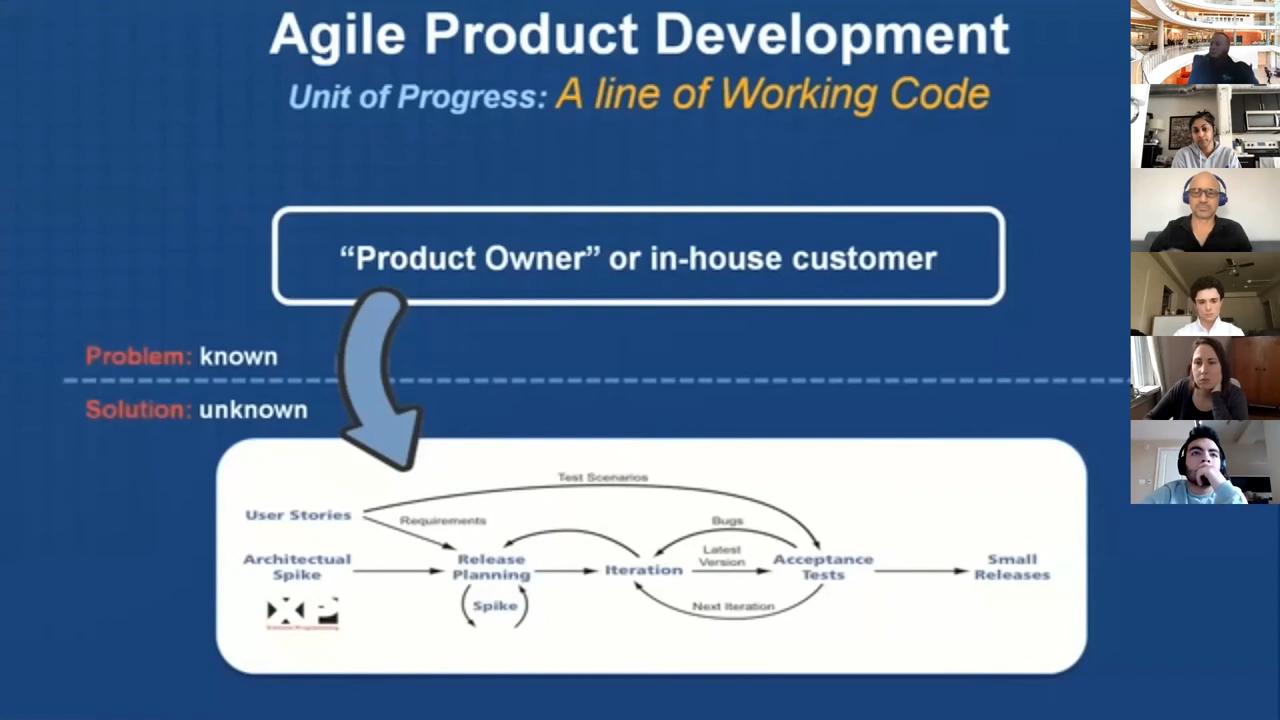 Agile Product Development
Unit of Progress: A line of Working Code
“Product Owner” or in-house customer
Problem: known
Solution: unknown
Test Scenarios
User Stories
Requirements
Bugs
Architectual
Spike
Release
Planning
Iteration
Latest
Version
Acceptance
Tests
Small
Releases
Spike
Next Iteration
XP